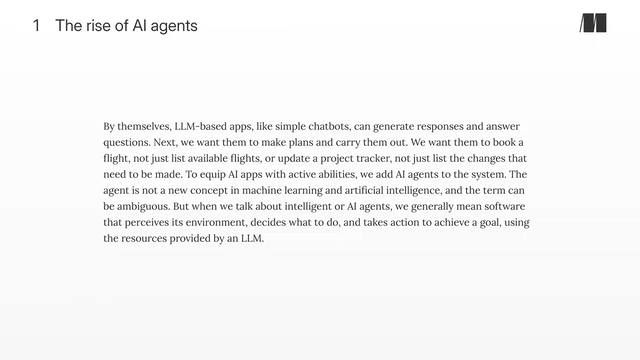 1 The rise of AI agents
By themselves, LLM-based apps, like simple chatbots, can generate responses and answer
questions. Next, we want them to make plans and carry them out. We want them to book a
flight, not just list available flights, or update a project tracker, not just list the changes that
need to be made. To equip AI apps with active abilities, we add AI agents to the system. The
agent is not a new concept in machine learning and artificial intelligence, and the term can
be ambiguous. But when we talk about intelligent or AI agents, we generally mean software
that perceives its environment, decides what to do, and takes action to achieve a goal, using
the resources provided by an LLM.